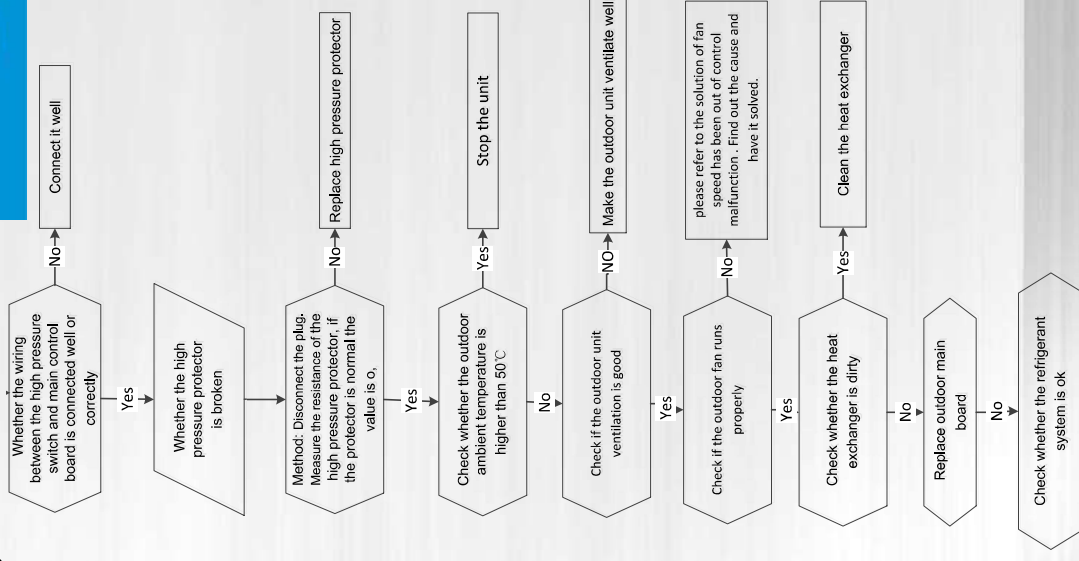 Whether the wiring
between the high pressure
switch and main control
board is connected well or
correctly
No
Connect it well
Yes
Whether the high
pressure protector
is broken
Method: Disconnect the plug.
Measure the resistance of the
high pressure protector, if
the protector is normal the
value is o,
No
Replace high pressure protector
Yes
Check whether the outdoor
ambient temperature is
higher than 50℃
Yes
Stop the unit
No
Check if the outdoor unit
ventilation is good
NO
Make the outdoor unit ventilate well
Yes
Check if the outdoor fan runs
properly
No
please refer to the solution of fan
speed has been out of control
malfunction . Find out the cause and
have it solved.
Yes
Check whether the heat
exchanger is dirty
Yes
Clean the heat exchanger
No
Replace outdoor main
board
No
Check whether the refrigerant
system is ok